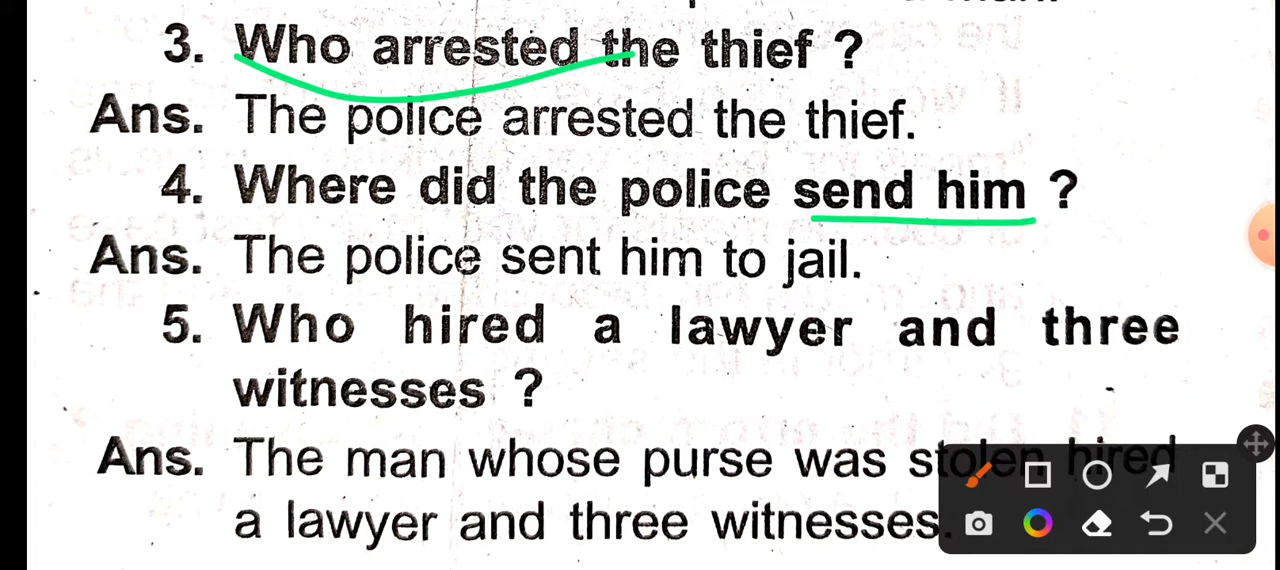 3. Who arrested the thief ?
Ans. The police arrested the thief.
4. Where did the police send him ?
Ans. The police sent him to jail.
5. Who hired a lawyer and three
witnesses ?
Ans. The man whose purse was stolen hired
a lawyer and three witnesses.